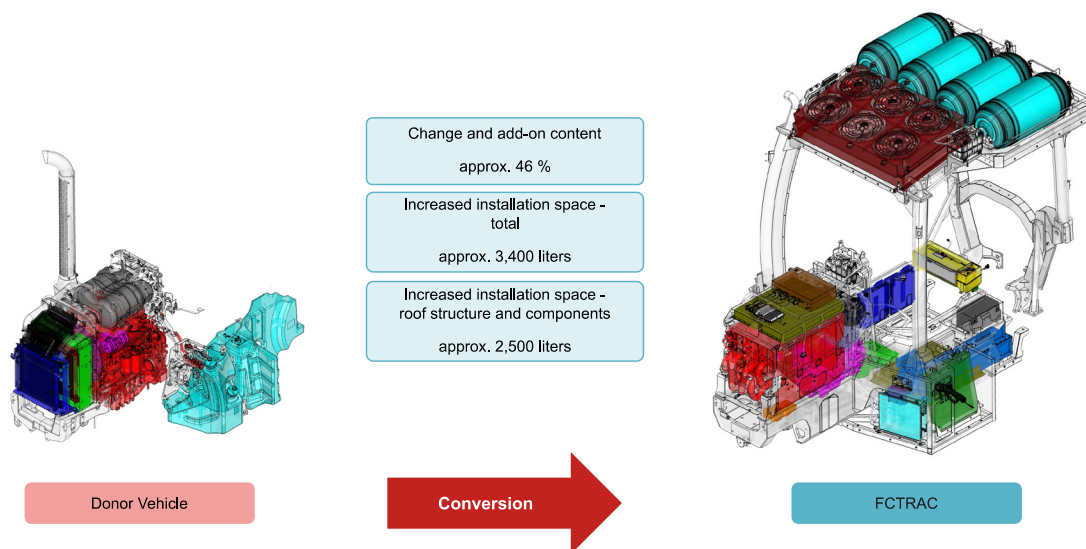 Change and add-on content
approx. 46 %
Increased installation space -
total
approx. 3,400 liters
Increased installation space -
roof structure and components
approx. 2,500 liters
Donor Vehicle
Conversion
FCTRAC